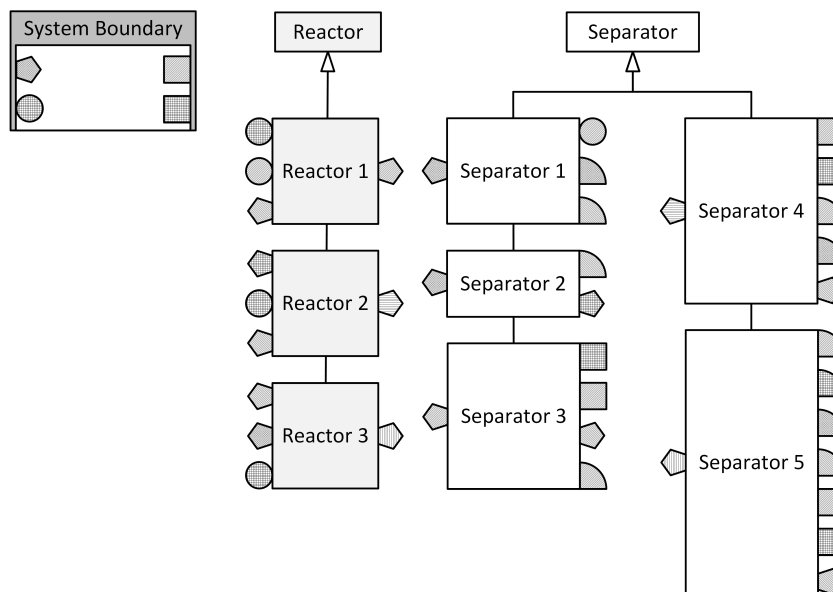 System Boundary
Reactor
Separator
Reactor 1
Separator 1
Separator 4
Reactor 2
Separator 2
Reactor 3
Separator 3
Separator 5